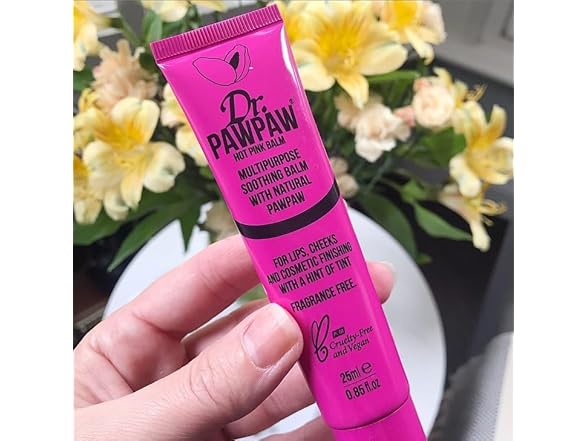 Dr.
PAWPAW
HOT PINK BALM
MULTIPURPOSE
SOOTHING BALM
WITH NATURAL
PAWPAW
FOR LIPS, CHEEKS
AND COSMETIC FINISHING
WITH A HINT OF TINT
FRAGRANCE FREE.
Cruelty-Free
and Vegan
25ml e
0.85 fl.oz